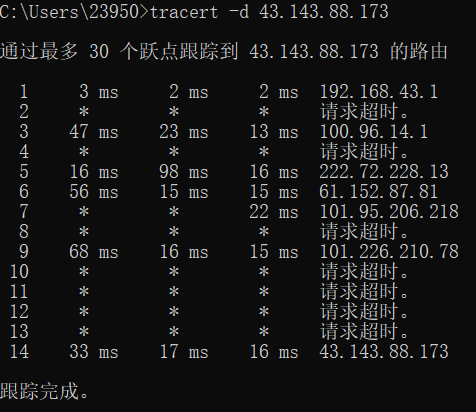 C:\Users\23950>tracert -d 43.143.88.173
通过最多 30 个跃点跟踪到 43.143.88.173 的路由
1 3 ms 2 ms 2 ms 192.168.43.1
2 * * * 请求超时。
3 47 ms 23 ms 13 ms 100.96.14.1
4 * * * 请求超时。
5 16 ms 98 ms 16 ms 222.72.228.13
6 56 ms 15 ms 15 ms 61.152.87.81
7 * * 22 ms 101.95.206.218
8 * * * 请求超时。
9 68 ms 16 ms 15 ms 101.226.210.78
10 * * * 请求超时。
11 * * * 请求超时。
12 * * * 请求超时。
13 * * * 请求超时。
14 33 ms 17 ms 16 ms 43.143.88.173
跟踪完成。